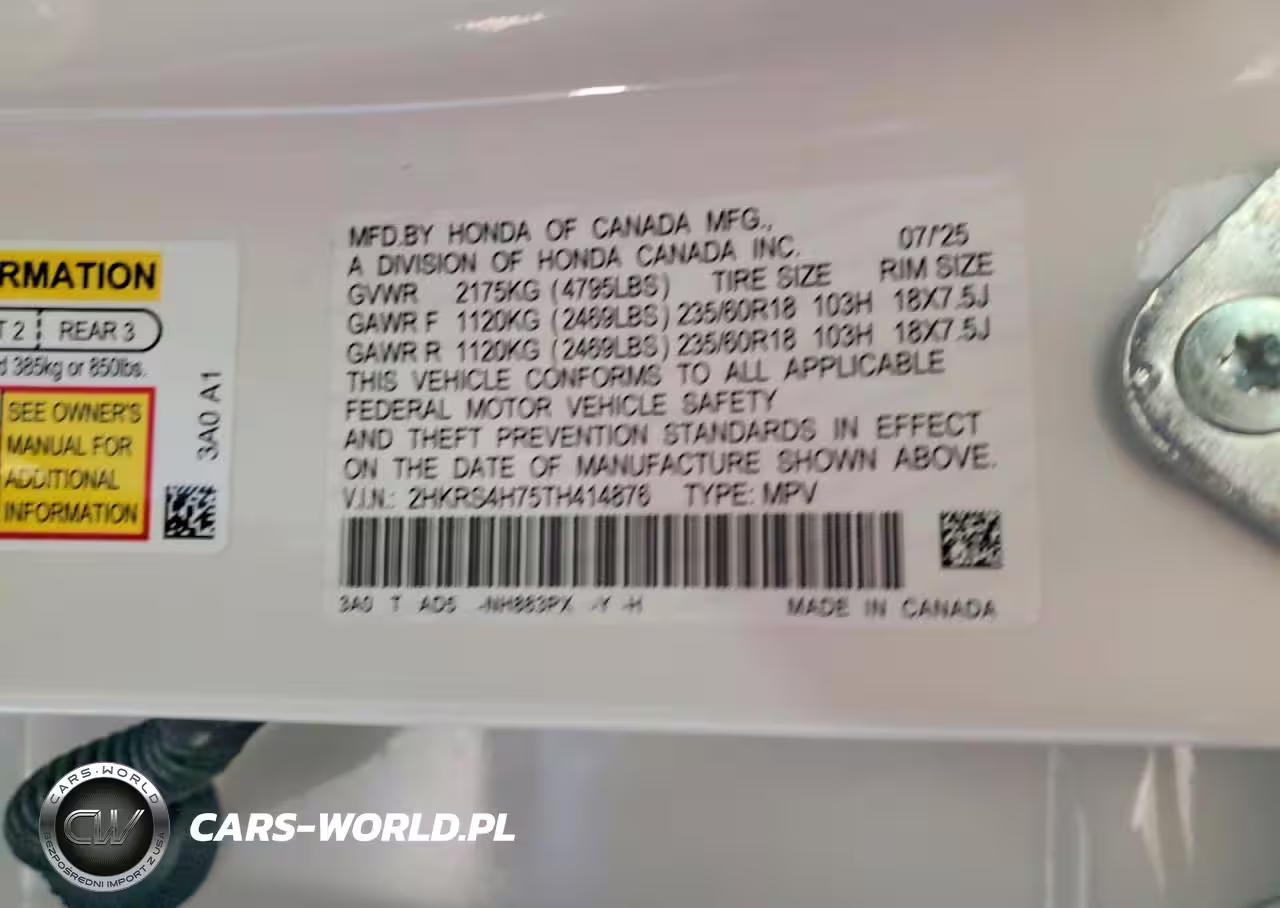 RMATION
T 2 REAR 3
d 385kg or 850lbs.
SEE OWNER'S
MANUAL FOR
ADDITIONAL
INFORMATION
3A0 A1
MFD.BY HONDA OF CANADA MFG.,
A DIVISION OF HONDA CANADA INC. 07/'25
GVWR 2175KG (4795LBS) TIRE SIZE RIM SIZE
GAWR F 1120KG (2469LBS) 235/60R18 103H 18X7.5J
GAWR R 1120KG (2469LBS) 235/60R18 103H 18X7.5J
THIS VEHICLE CONFORMS TO ALL APPLICABLE
FEDERAL MOTOR VEHICLE SAFETY
AND THEFT PREVENTION STANDARDS IN EFFECT
ON THE DATE OF MANUFACTURE SHOWN ABOVE.
V.I.N.: 2HKRS4H75TH414876 TYPE: MPV
3A0 T AD5 -NH883PX -Y -H MADE IN CANADA
CARS-WORLD
CW
BEZPOŚREDNI IMPORT Z USA
CARS-WORLD.PL